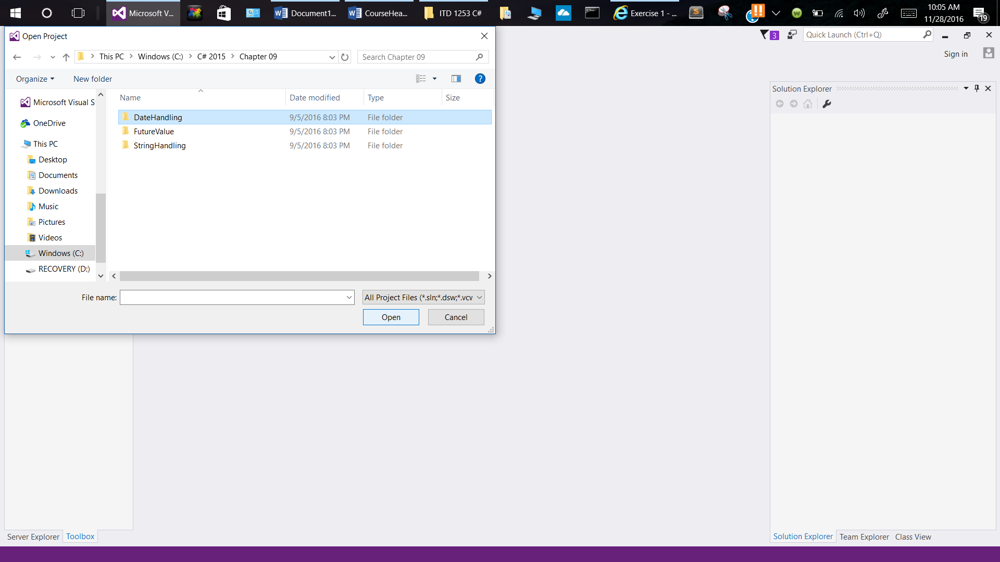 Microsoft V...
Document1...
CourseHea...
ITD 1253 C#
Exercise 1 - ...
10:05 AM
11/28/2016
19
Open Project
3
Quick Launch (Ctrl+Q)
Sign in
This PC
Windows (C:)
C# 2015
Chapter 09
Search Chapter 09
Organize
New folder
Name
Date modified
Type
Size
Microsoft Visual S
OneDrive
This PC
Desktop
Documents
Downloads
Music
Pictures
Videos
Windows (C:)
RECOVERY (D:)
DateHandling 9/5/2016 8:03 PM File folder
FutureValue 9/5/2016 8:03 PM File folder
StringHandling 9/5/2016 8:03 PM File folder
File name:
All Project Files (*.sln;*.dsw;*.vcw
Open
Cancel
Solution Explorer
Server Explorer
Toolbox
Solution Explorer
Team Explorer
Class View